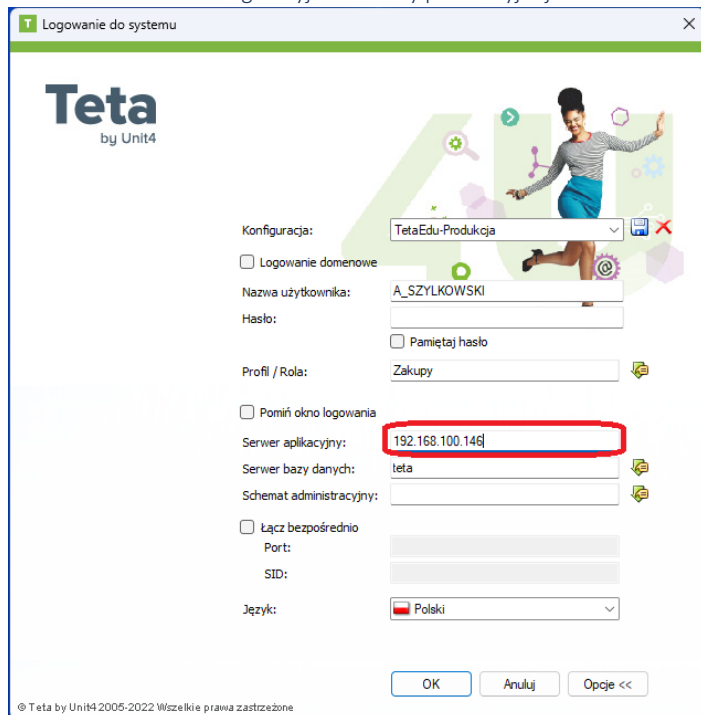 Logowanie do systemu
Teta
by Unit4
4U
Konfiguracja: TetaEdu-Produkcja
Logowanie domenowe
Nazwa użytkownika: A_SZYLKOWSKI
Hasło:
Pamiętaj hasło
Profil / Rola: Zakupy
Pomiń okno logowania
Serwer aplikacyjny: 192.168.100.146
Serwer bazy danych: teta
Schemat administracyjny:
Łącz bezpośrednio
Port:
SID:
Język: Polski
OK Anuluj Opcje <<
© Teta by Unit4 2005-2022 Wszelkie prawa zastrzeżone